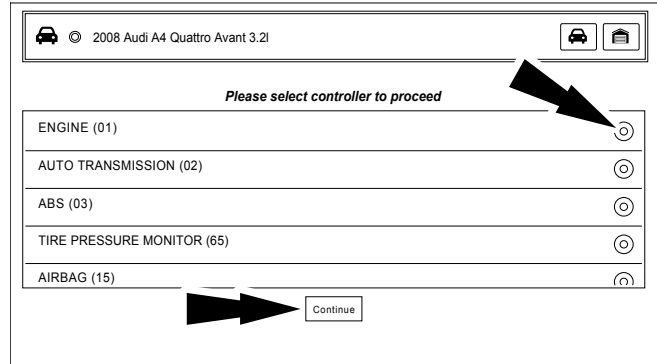 2008 Audi A4 Quattro Avant 3.2l
Please select controller to proceed
ENGINE (01)
AUTO TRANSMISSION (02)
ABS (03)
TIRE PRESSURE MONITOR (65)
AIRBAG (15)
Continue